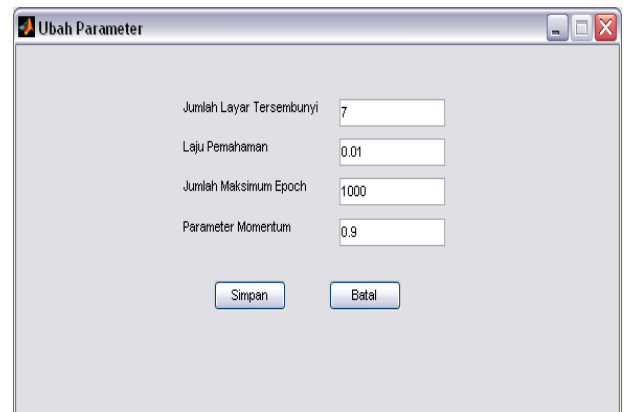 Ubah Parameter
Jumlah Layar Tersembunyi 7
Laju Pemahaman 0.01
Jumlah Maksimum Epoch 1000
Parameter Momentum 0.9
Simpan Batal